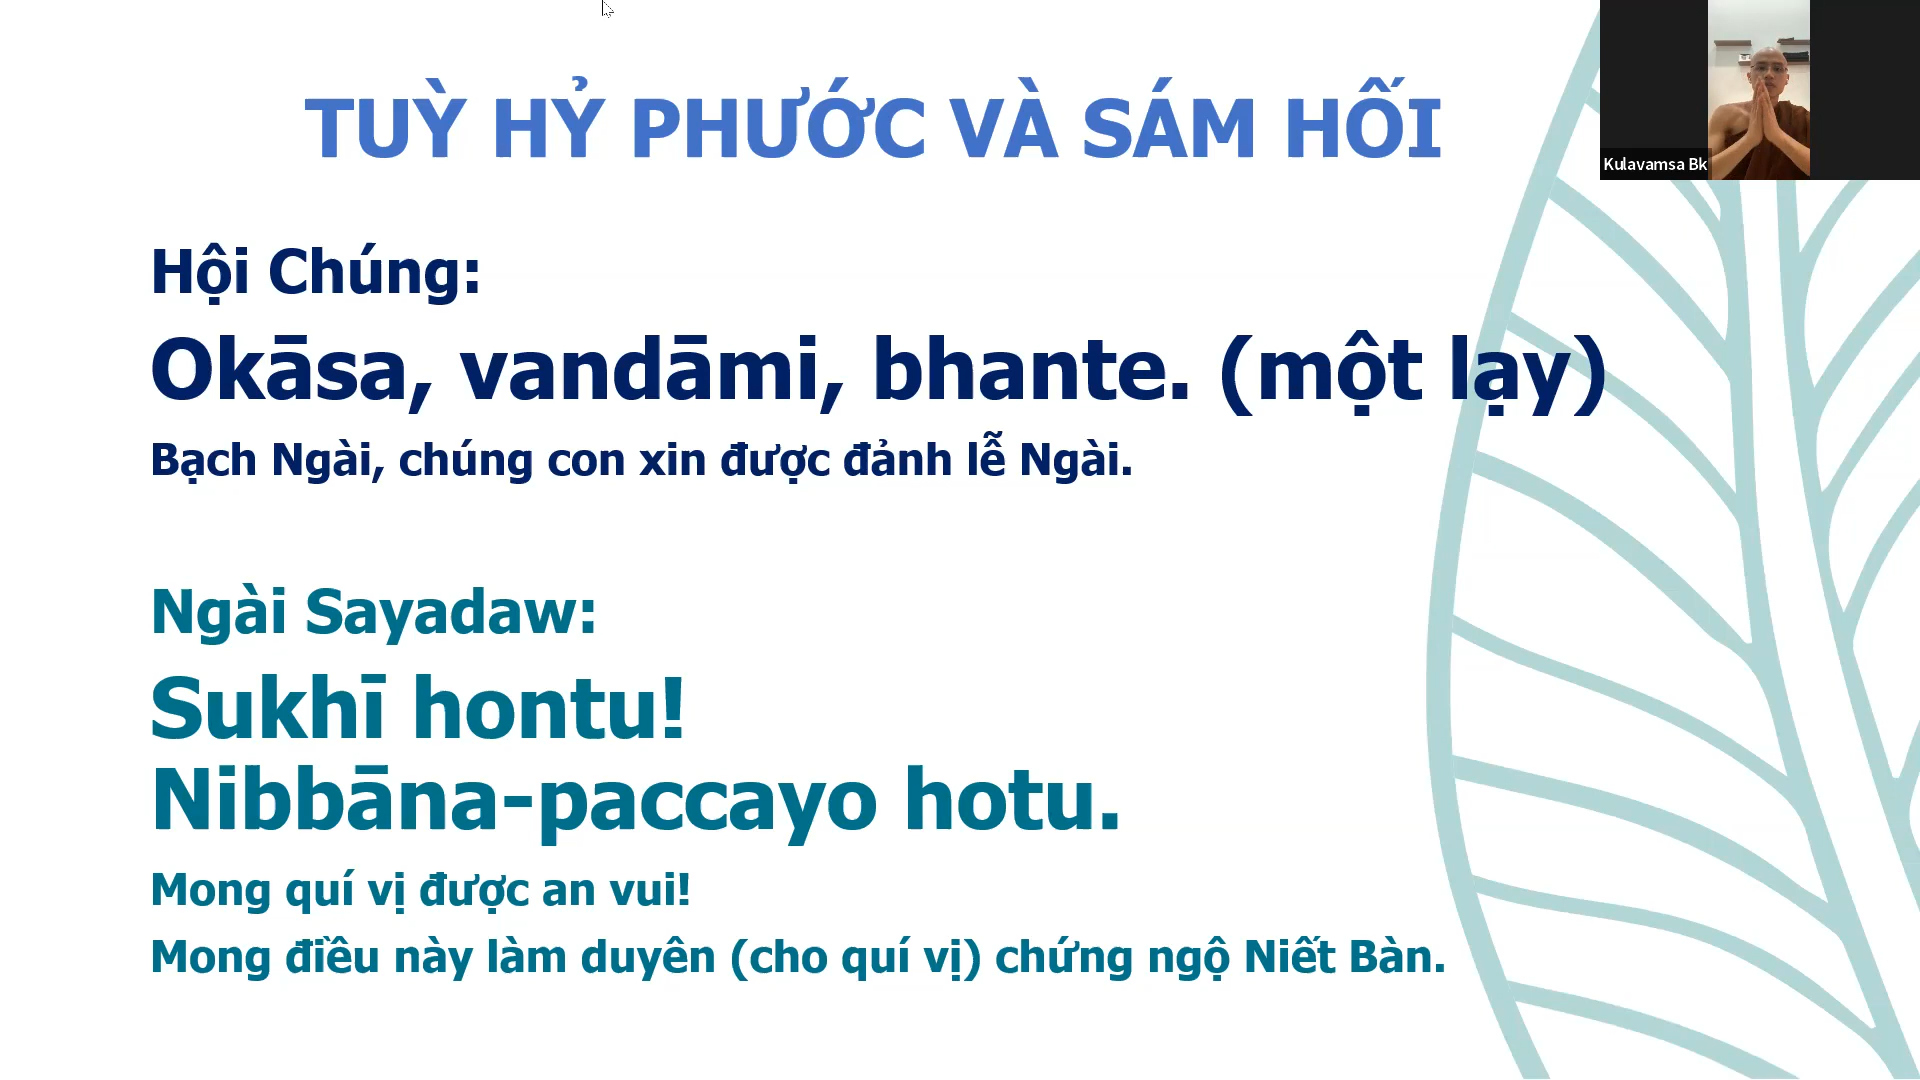 TUỲ HỶ PHƯỚC VÀ SÁM HỐI
Kulavamsa Bk
Hội Chúng:
Okāsa, vandāmi, bhante. (một lạy)
Bạch Ngài, chúng con xin được đảnh lễ Ngài.
Ngài Sayadaw:
Sukhī hontu!
Nibbāna-paccayo hotu.
Mong quí vị được an vui!
Mong điều này làm duyên (cho quí vị) chứng ngộ Niết Bàn.